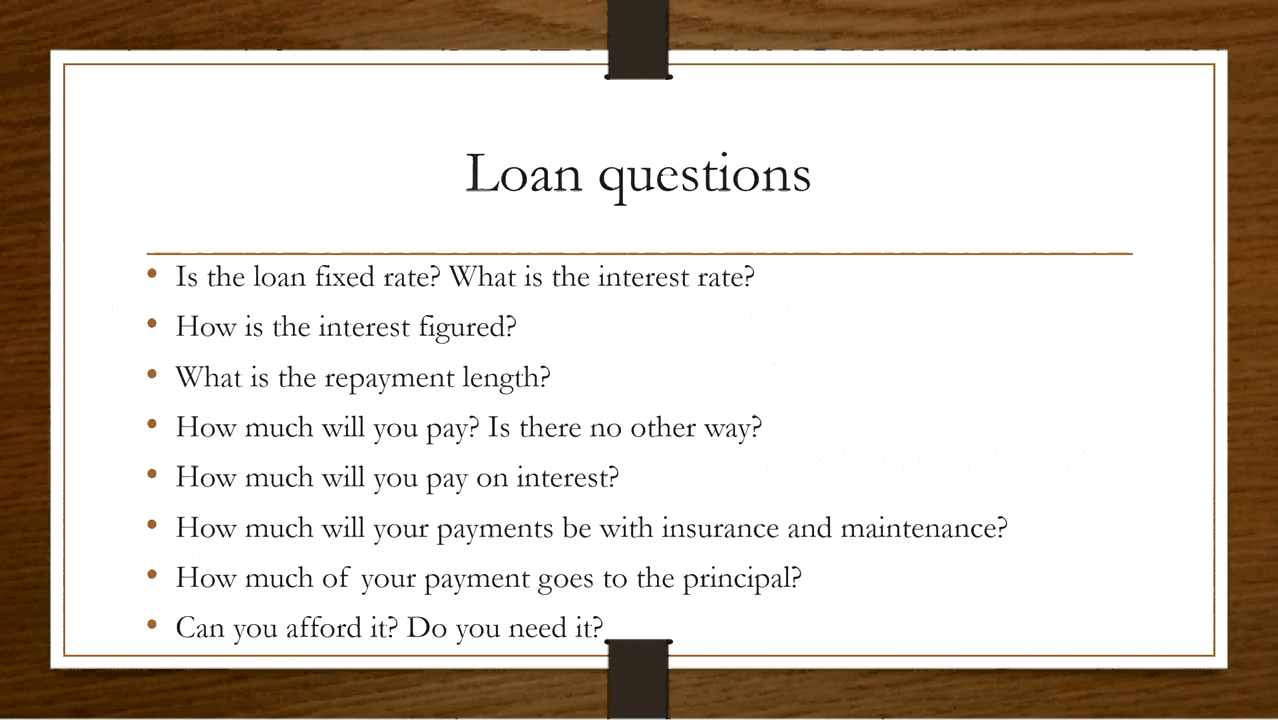 Loan questions
• Is the loan fixed rate? What is the interest rate?
• How is the interest figured?
• What is the repayment length?
• How much will you pay? Is there no other way?
• How much will you pay on interest?
• How much will your payments be with insurance and maintenance?
• How much of your payment goes to the principal?
• Can you afford it? Do you need it?